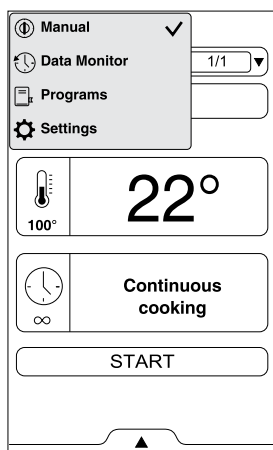 Manual
Data Monitor
1/1
Programs
Settings
22°
100°
∞
Continuous
cooking
START